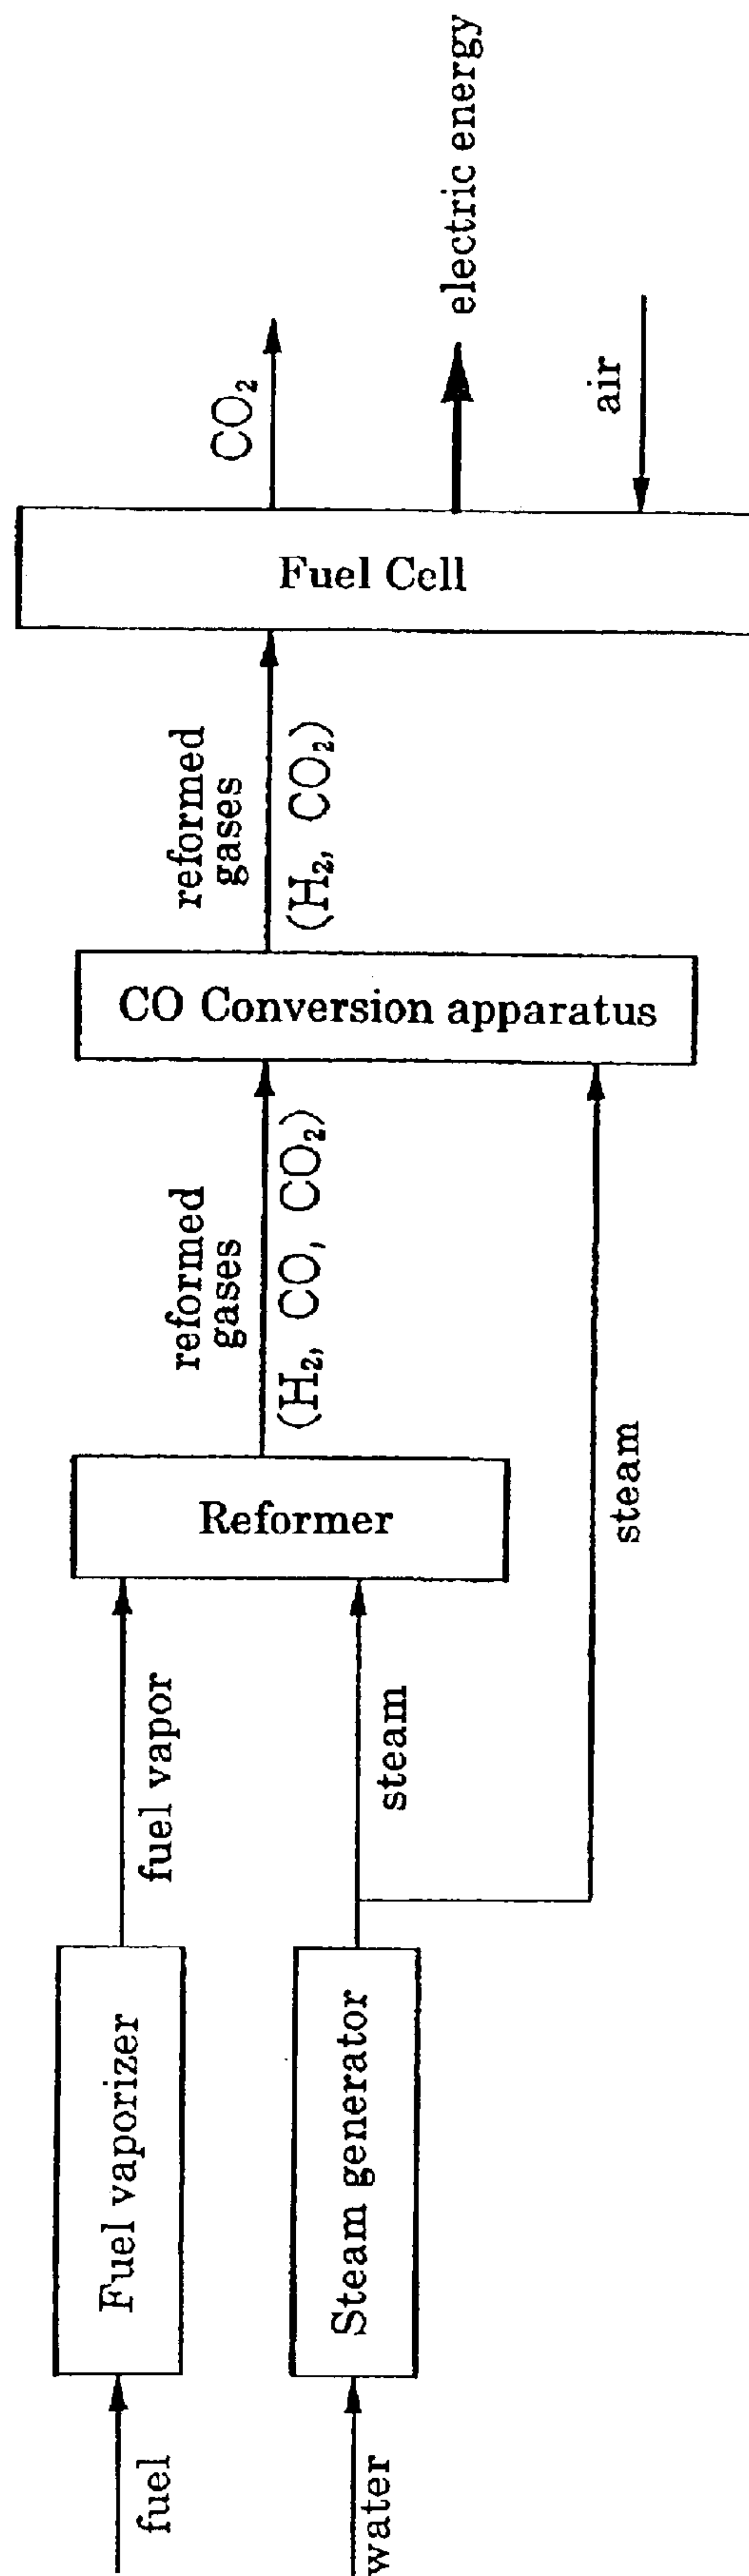 fuel
Fuel vaporizer
fuel vapor
water
Steam generator
steam
Reformer
reformed
gases
(H₂, CO, CO₂)
steam
CO Conversion apparatus
reformed
gases
(H₂, CO₂)
Fuel Cell
CO₂
electric energy
air